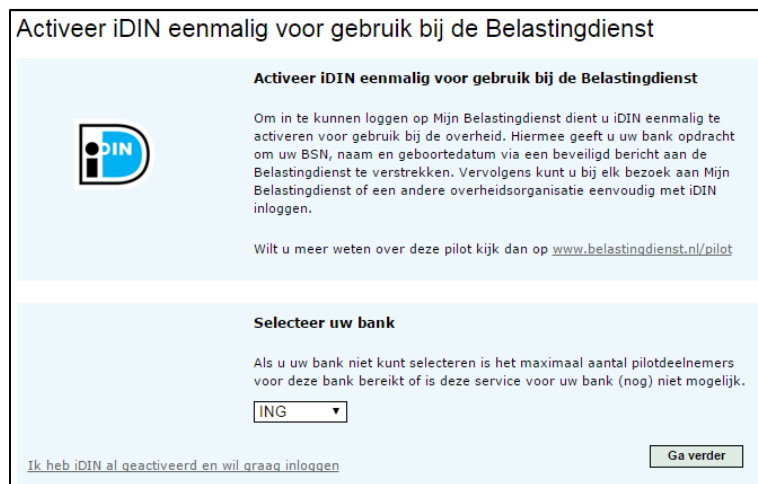 Activeer iDIN eenmalig voor gebruik bij de Belastingdienst
iDIN
Activeer iDIN eenmalig voor gebruik bij de Belastingdienst
Om in te kunnen loggen op Mijn Belastingdienst dient u iDIN eenmalig te
activeren voor gebruik bij de overheid. Hiermee geeft u uw bank opdracht
om uw BSN, naam en geboortedatum via een beveiligd bericht aan de
Belastingdienst te verstrekken. Vervolgens kunt u bij elk bezoek aan Mijn
Belastingdienst of een andere overheidsorganisatie eenvoudig met iDIN
inloggen.
Wilt u meer weten over deze pilot kijk dan op www.belastingdienst.nl/pilot
Selecteer uw bank
Als u uw bank niet kunt selecteren is het maximaal aantal pilotdeelnemers
voor deze bank bereikt of is deze service voor uw bank (nog) niet mogelijk.
ING
Ga verder
Ik heb iDIN al geactiveerd en wil graag inloggen